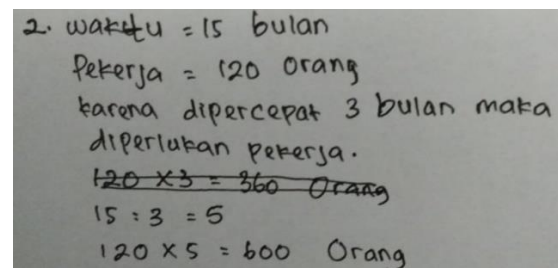 2. waktu = 15 bulan
Pekerja = 120 Orang
karena dipercepat 3 bulan maka
diperlukan pekerja.
120 x 3 = 360 Orang
15 : 3 = 5
120 x 5 = 600 Orang